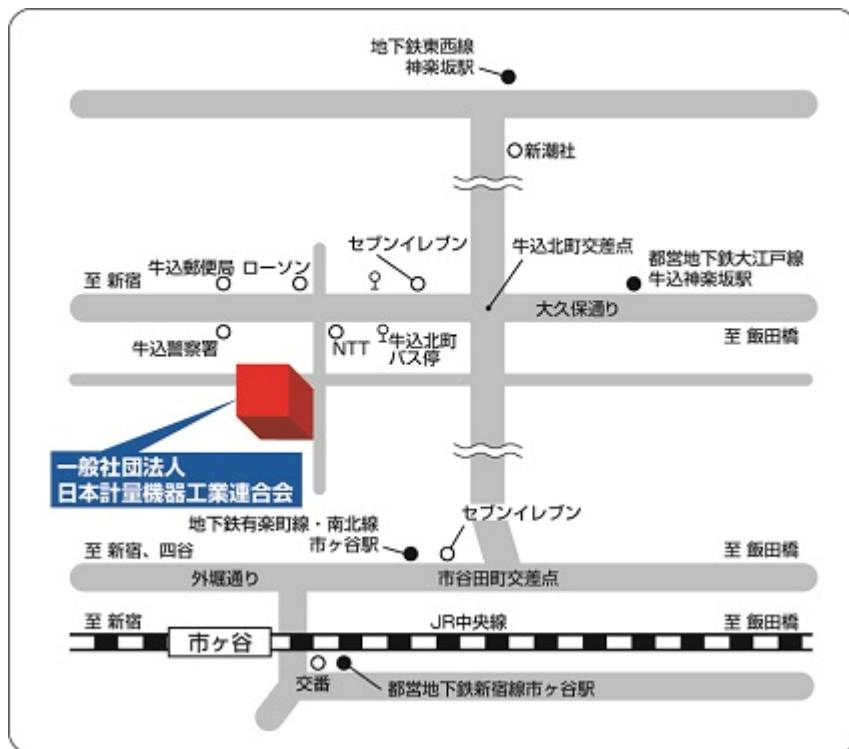 地下鉄東西線
神楽坂駅
新潮社
セブンイレブン
牛込北町交差点
都営地下鉄大江戸線
牛込神楽坂駅
牛込郵便局
ローソン
至 新宿
大久保通り
至 飯田橋
牛込警察署
NTT
牛込北町
バス停
一般社団法人
日本計量機器工業連合会
セブンイレブン
地下鉄有楽町線・南北線
市ヶ谷駅
至 新宿、四谷
至 飯田橋
外堀通り
市谷田町交差点
至 新宿
JR中央線
至 飯田橋
市ヶ谷
交番
都営地下鉄新宿線市ヶ谷駅